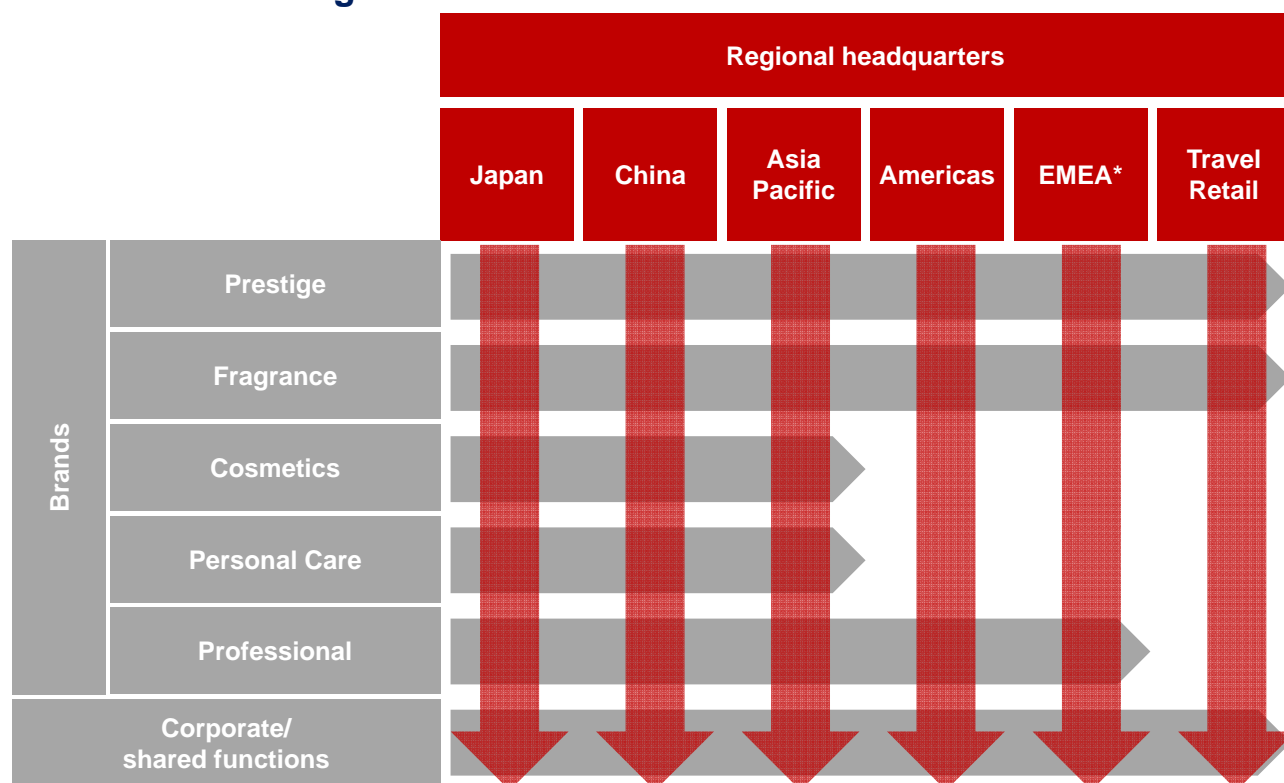 Regional headquarters
Japan
China
Asia
Pacific
Americas
EMEA*
Travel
Retail
Brands
Prestige
Fragrance
Cosmetics
Personal Care
Professional
Corporate/
shared functions